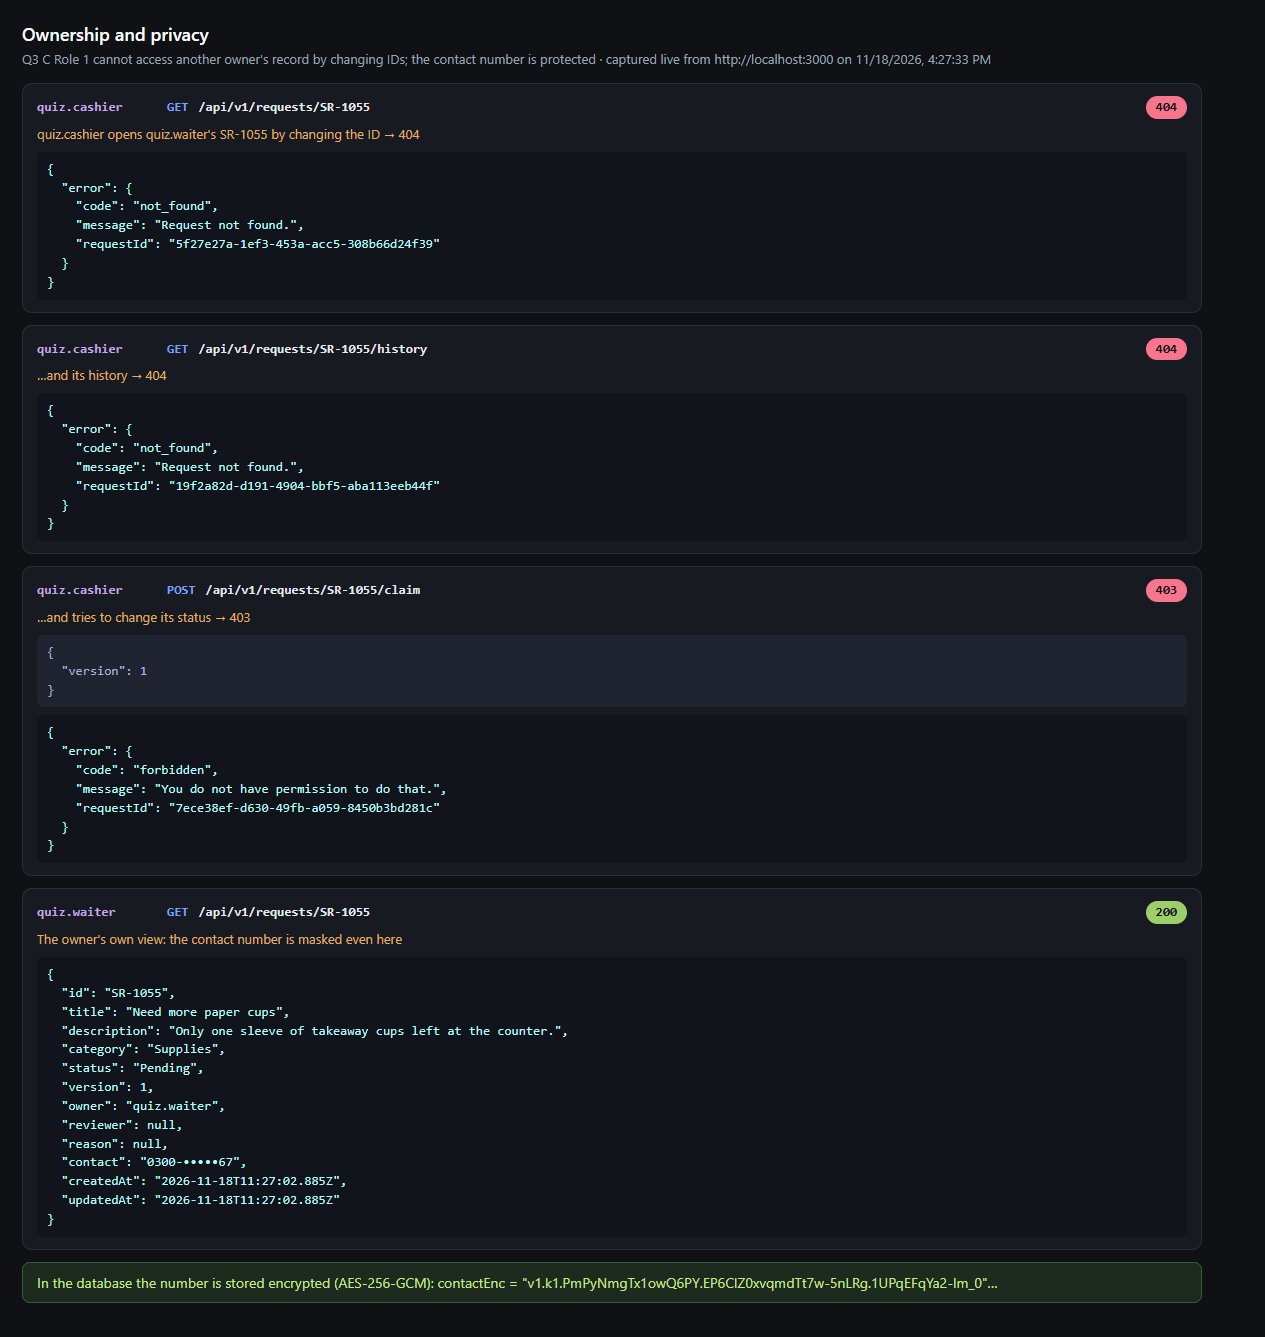 Ownership and privacy
Q3 C Role 1 cannot access another owner's record by changing IDs; the contact number is protected · captured live from http://localhost:3000 on 11/18/2026, 4:27:33 PM
quiz.cashier GET /api/v1/requests/SR-1055 404
quiz.cashier opens quiz.waiter's SR-1055 by changing the ID → 404
{
"error": {
"code": "not_found",
"message": "Request not found.",
"requestId": "5f27e27a-1ef3-453a-acc5-308b66d24f39"
}
}
quiz.cashier GET /api/v1/requests/SR-1055/history 404
...and its history → 404
{
"error": {
"code": "not_found",
"message": "Request not found.",
"requestId": "19f2a82d-d191-4904-bbf5-aba113eeb44f"
}
}
quiz.cashier POST /api/v1/requests/SR-1055/claim 403
...and tries to change its status → 403
{
"version": 1
}
{
"error": {
"code": "forbidden",
"message": "You do not have permission to do that.",
"requestId": "7ece38ef-d630-49fb-a059-8450b3bd281c"
}
}
quiz.waiter GET /api/v1/requests/SR-1055 200
The owner's own view: the contact number is masked even here
{
"id": "SR-1055",
"title": "Need more paper cups",
"description": "Only one sleeve of takeaway cups left at the counter.",
"category": "Supplies",
"status": "Pending",
"version": 1,
"owner": "quiz.waiter",
"reviewer": null,
"reason": null,
"contact": "0300-•••••67",
"createdAt": "2026-11-18T11:27:02.885Z",
"updatedAt": "2026-11-18T11:27:02.885Z"
}
In the database the number is stored encrypted (AES-256-GCM): contactEnc = "v1.k1.PmPyNmgTx1owQ6PY.EP6ClZ0xvqmdTt7w-5nLRg.1UPqEFqYa2-lm_0"...